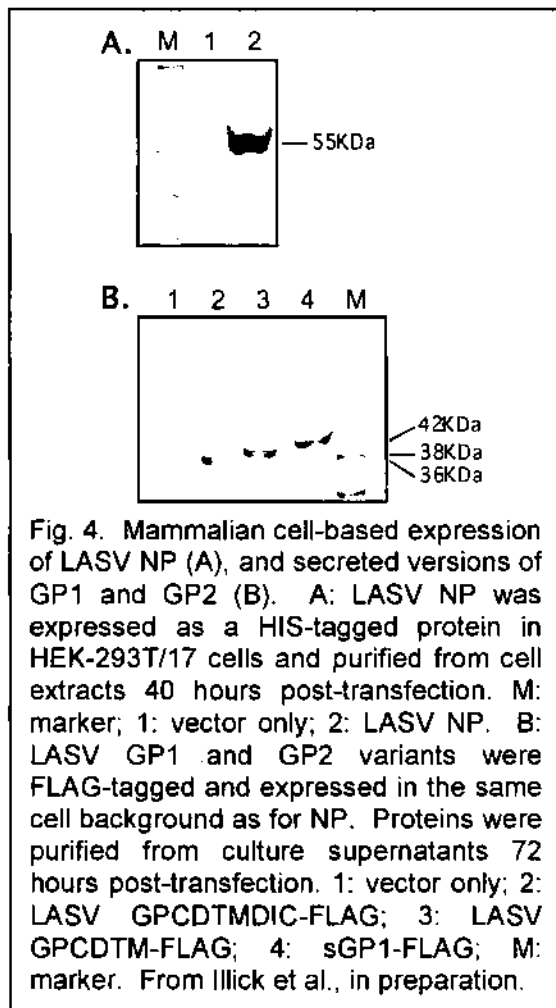 A. M 1 2
55KDa
B. 1 2 3 4 M
42KDa
38KDa
36KDa
Fig. 4. Mammalian cell-based expression
of LASV NP (A), and secreted versions of
GP1 and GP2 (B). A: LASV NP was
expressed as a HIS-tagged protein in
HEK-293T/17 cells and purified from cell
extracts 40 hours post-transfection. M:
marker; 1: vector only; 2: LASV NP. B:
LASV GP1 and GP2 variants were
FLAG-tagged and expressed in the same
cell background as for NP. Proteins were
purified from culture supernatants 72
hours post-transfection. 1: vector only; 2:
LASV GPCDTMDIC-FLAG; 3: LASV
GPCDTM-FLAG; 4: sGP1-FLAG; M:
marker. From Illick et al., in preparation.